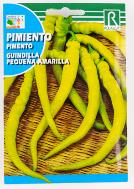 PIMIENTO
PIMENTO
GUINDILLA
PEQUEÑA AMARILLA
R